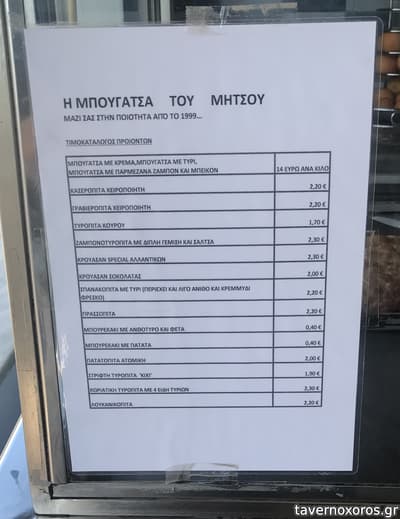 Η ΜΠΟΥΓΑΤΣΑ ΤΟΥ ΜΗΤΣΟΥ
ΜΑΖΙ ΣΑΣ ΣΤΗΝ ΠΟΙΟΤΗΤΑ ΑΠΟ ΤΟ 1999...
ΤΙΜΟΚΑΤΑΛΟΓΟΣ ΠΡΟΙΟΝΤΩΝ
ΜΠΟΥΓΑΤΣΑ ΜΕ ΚΡΕΜΑ,ΜΠΟΥΓΑΤΣΑ ΜΕ ΤΥΡΙ,
ΜΠΟΥΓΑΤΣΑ ΜΕ ΠΑΡΜΕΖΑΝΑ ΖΑΜΠΟΝ ΚΑΙ ΜΠΕΙΚΟΝ 14 ΕΥΡΩ ΑΝΑ ΚΙΛΟ
ΚΑΣΕΡΟΠΙΤΑ ΧΕΙΡΟΠΟΙΗΤΗ 2,20 €
ΓΡΑΒΙΕΡΟΠΙΤΑ ΧΕΙΡΟΠΟΙΗΤΗ 2,20 €
ΤΥΡΟΠΙΤΑ ΚΟΥΡΟΥ 1,70 €
ΖΑΜΠΟΝΟΤΥΡΟΠΙΤΑ ΜΕ ΔΙΠΛΗ ΓΕΜΙΣΗ ΚΑΙ ΣΑΛΤΣΑ 2,30 €
ΚΡΟΥΑΣΑΝ SPECIAL ΑΛΛΑΝΤΙΚΩΝ 2,30 €
ΚΡΟΥΑΣΑΝ ΣΟΚΟΛΑΤΑΣ 2,00 €
ΣΠΑΝΑΚΟΠΙΤΑ ΜΕ ΤΥΡΙ (ΠΕΡΙΕΧΕΙ ΚΑΙ ΛΙΓΟ ΑΝΙΘΟ ΚΑΙ ΚΡΕΜΜΥΔΙ
ΦΡΕΣΚΟ) 2,20 €
ΠΡΑΣΟΠΙΤΑ 2,20 €
ΜΠΟΥΡΕΚΑΚΙ ΜΕ ΑΝΘΟΤΥΡΟ ΚΑΙ ΦΕΤΑ 0,40 €
ΜΠΟΥΡΕΚΑΚΙ ΜΕ ΠΑΤΑΤΑ 0,40 €
ΠΑΤΑΤΟΠΙΤΑ ΑΤΟΜΙΚΗ 2,00 €
ΣΤΡΙΦΤΗ ΤΥΡΟΠΙΤΑ "ΚΙΧΙ" 1,90 €
ΧΩΡΙΑΤΙΚΗ ΤΥΡΟΠΙΤΑ ΜΕ 4 ΕΙΔΗ ΤΥΡΙΩΝ 2,30 €
ΛΟΥΚΑΝΙΚΟΠΙΤΑ 2,20 €
tavernoxoros.gr